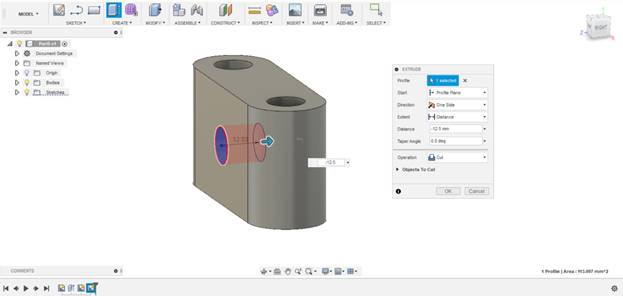 MODEL
SKETCH
CREATE
MODIFY
ASSEMBLE
CONSTRUCT
INSPECT
INSERT
MAKE
ADD-INS
SELECT
BROWSER
Document Settings
Named Views
Origin
Bodies
Sketches
RIGHT
Z
12.50
-12.5
EXTRUDE
Profile 1 selected
Start Profile Plane
Direction One Side
Extent Distance
Distance -12.5 mm
Taper Angle 0.0 deg
Operation Cut
Objects To Cut
OK Cancel
COMMENTS
1 Profile | Area : 113.097 mm^2